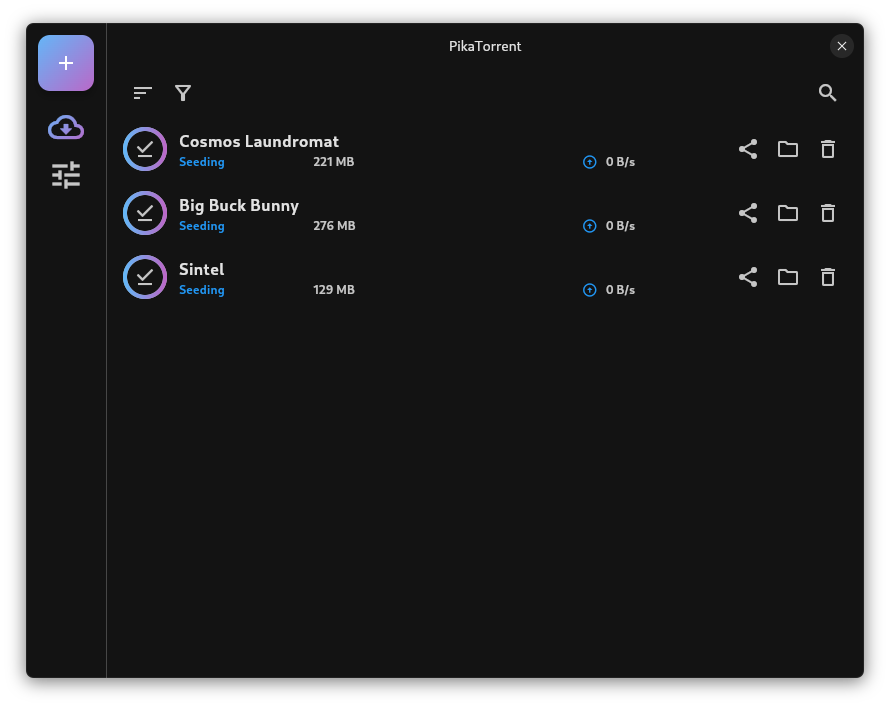 PikaTorrent
Cosmos Laundromat
Seeding 221 MB 0 B/s
Big Buck Bunny
Seeding 276 MB 0 B/s
Sintel
Seeding 129 MB 0 B/s